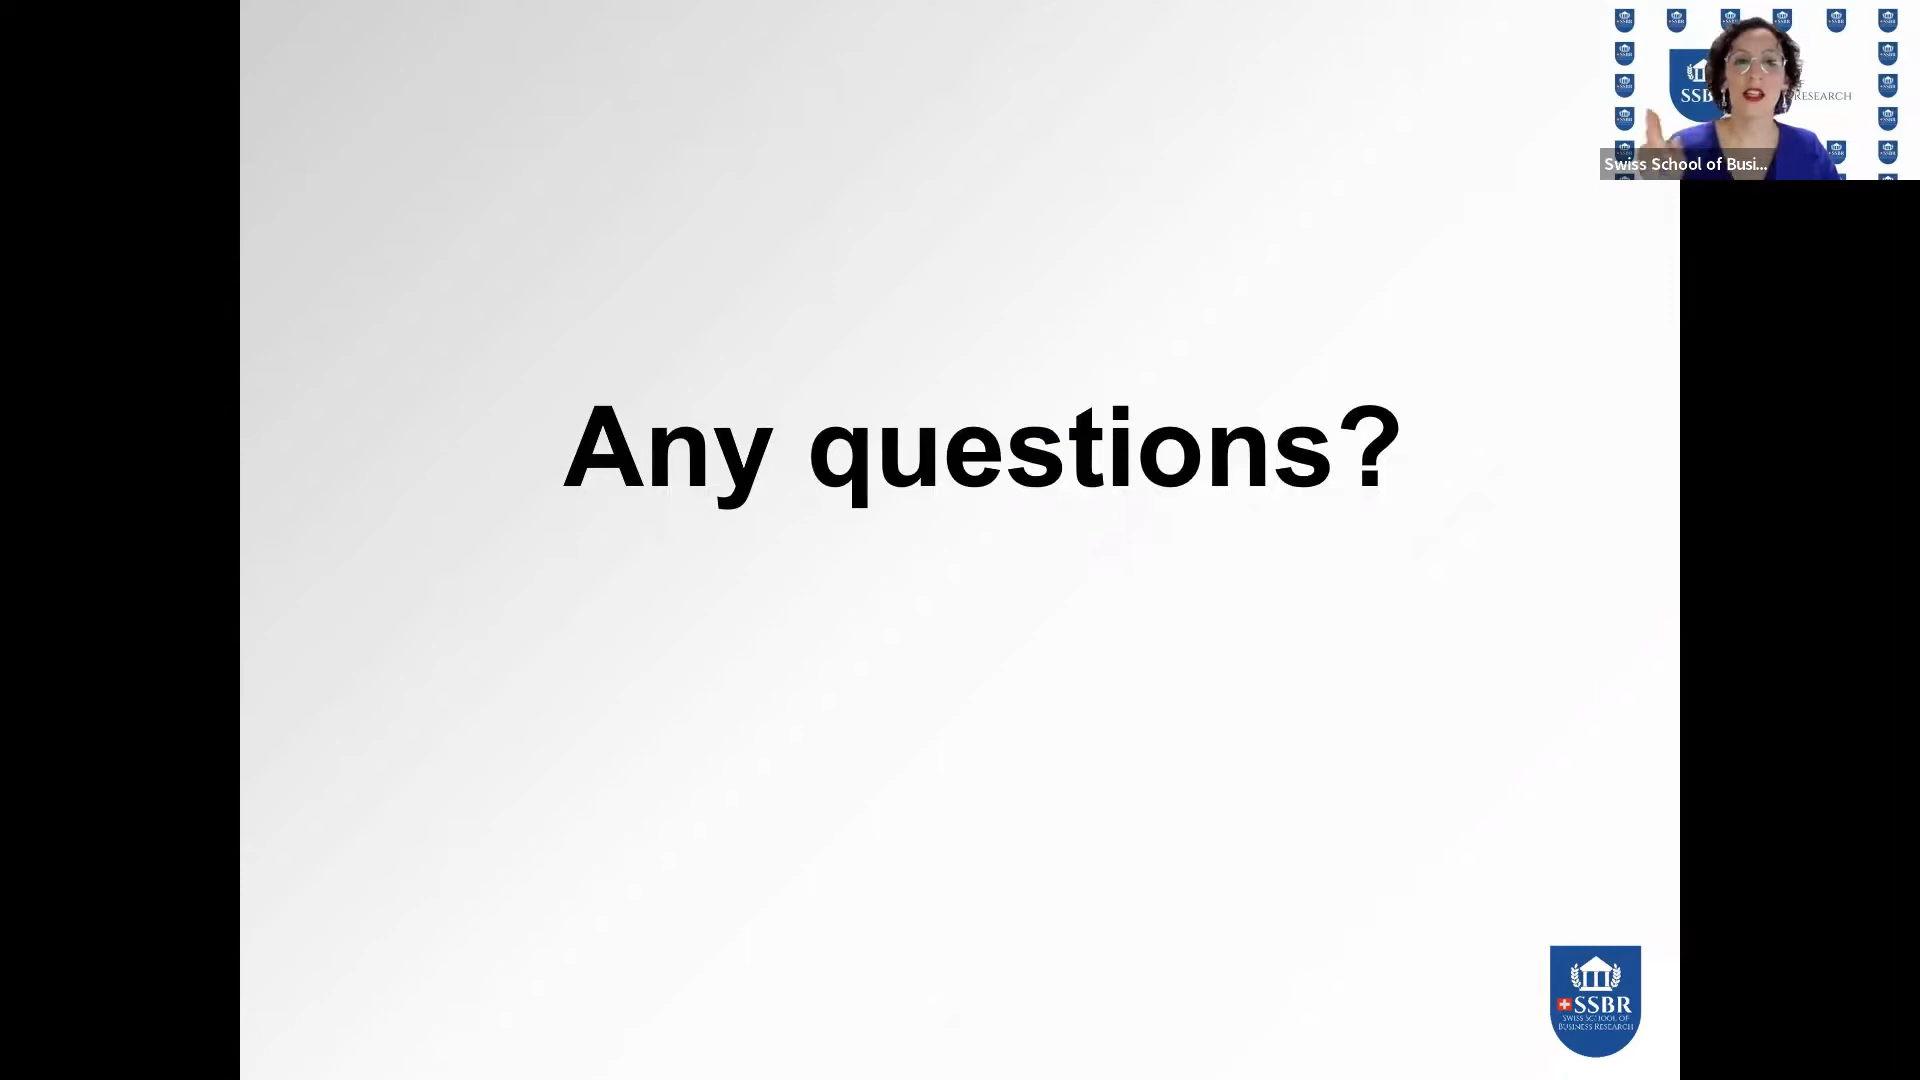 SSB
RESEARCH
Swiss School of Busi...
Any questions?
SSBR
SWISS SCHOOL OF
BUSINESS RESEARCH